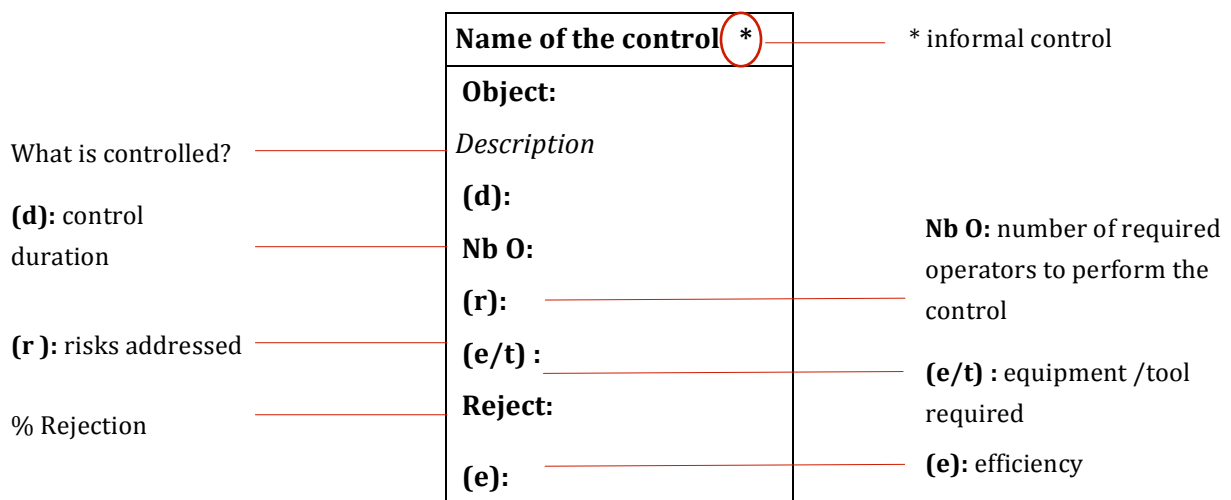 Name of the control *
* informal control
Object:
What is controlled?
Description
(d): control
duration
(d):
Nb O:
(r):
(e/t) :
Reject:
(e):
Nb O: number of required
operators to perform the
control
(r ): risks addressed
(e/t) : equipment /tool
required
% Rejection
(e): efficiency